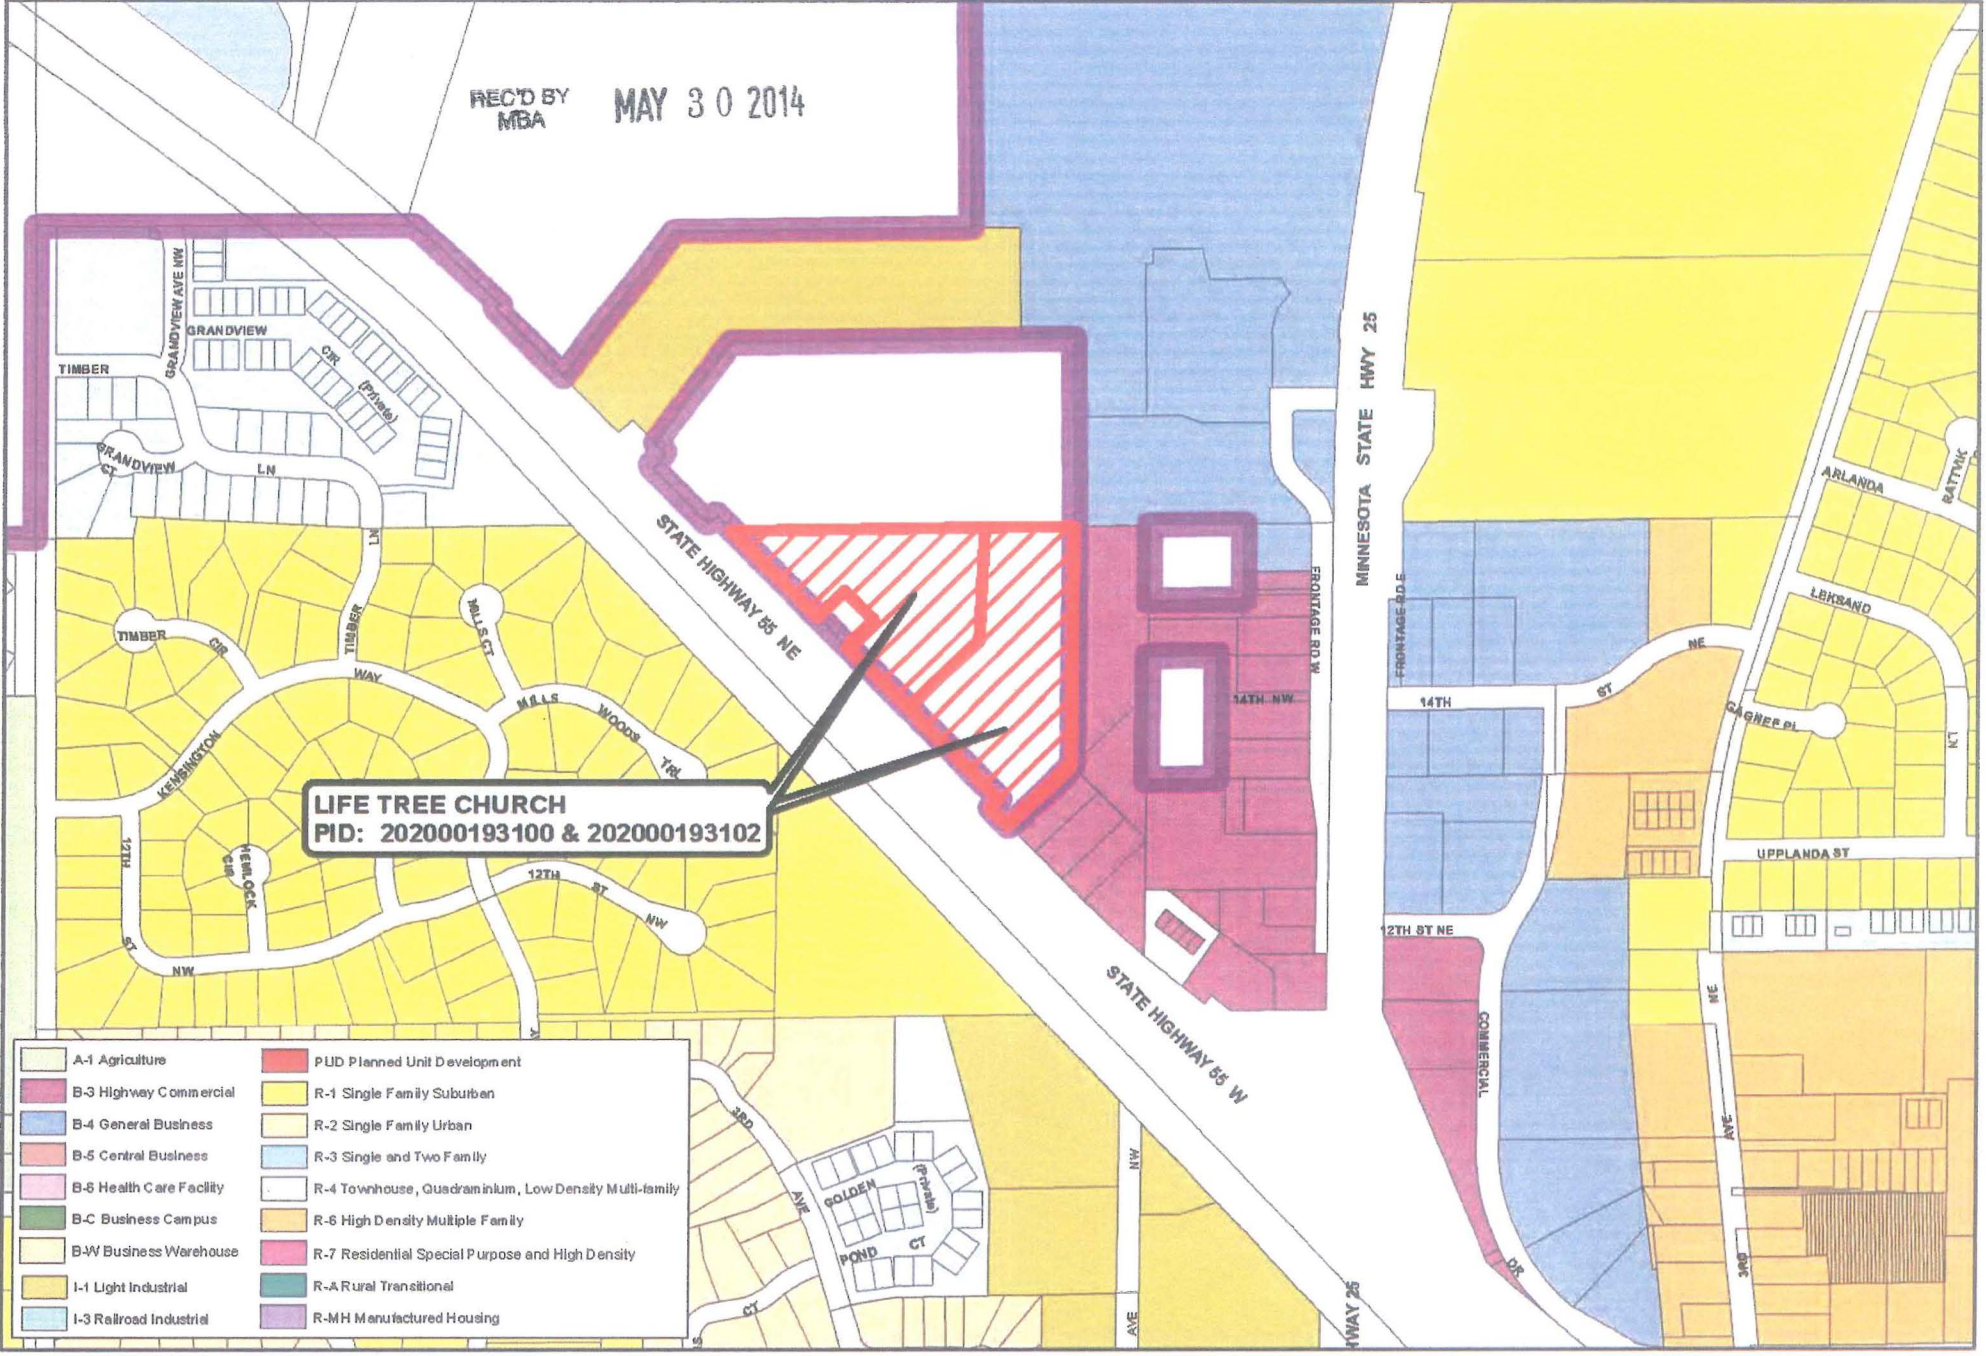 REC'D BY
MBA
MAY 30 2014
GRANDVIEW AVE NW
GRANDVIEW
CIR
(Private)
TIMBER
GRANDVIEW
CT
LN
LN
TIMBER
TIMBER
CIR
WAY
MILLS CT
MILLS
WOODS
TRL
KENSINGTON
STATE HIGHWAY 55 NE
MINNESOTA STATE HWY 25
FRONTAGE RD W
FRONTAGE RD E
14TH NW
14TH
ST
NE
ARLANDA
RATTVIK
LEKSAND
LN
GAGNER PL
UPPLANDA ST
LIFE TREE CHURCH
PID: 202000193100 & 202000193102
12TH
ST
NW
HEMLOCK
CIR
12TH
ST
NW
12TH ST NE
STATE HIGHWAY 55 W
COMMERCIAL
DR
NE
AVE
3RD
3RD
AVE
GOLDEN
POND
CT
(Private)
CT
NW
AVE
HWAY 25
A-1 Agriculture
B-3 Highway Commercial
B-4 General Business
B-5 Central Business
B-6 Health Care Facility
B-C Business Campus
B-W Business Warehouse
I-1 Light Industrial
I-3 Railroad Industrial
PUD Planned Unit Development
R-1 Single Family Suburban
R-2 Single Family Urban
R-3 Single and Two Family
R-4 Townhouse, Quadraminium, Low Density Multi-family
R-6 High Density Multiple Family
R-7 Residential Special Purpose and High Density
R-A Rural Transitional
R-MH Manufactured Housing